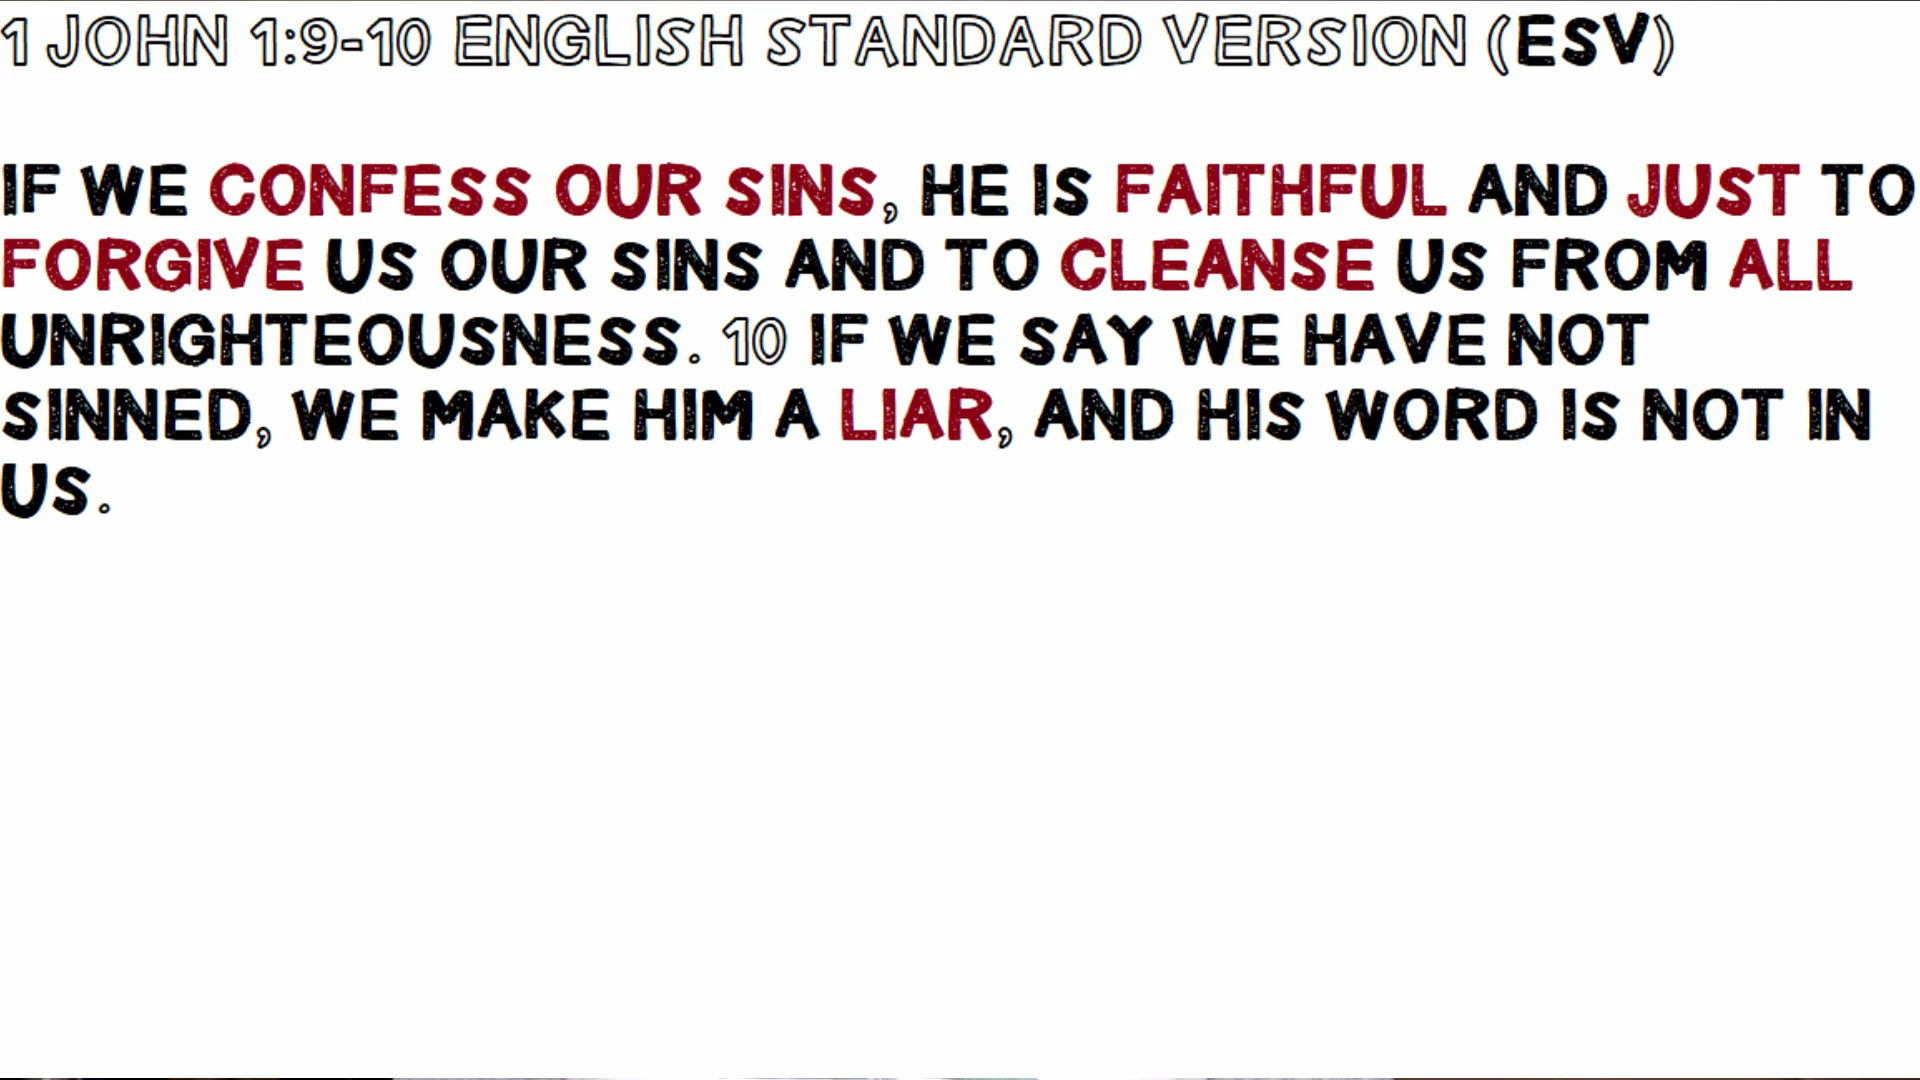 1 JOHN 1:9-10 ENGLISH STANDARD VERSION (ESV)
IF WE CONFESS OUR SINS, HE IS FAITHFUL AND JUST TO
FORGIVE US OUR SINS AND TO CLEANSE US FROM ALL
UNRIGHTEOUSNESS. 10 IF WE SAY WE HAVE NOT
SINNED, WE MAKE HIM A LIAR, AND HIS WORD IS NOT IN
US.